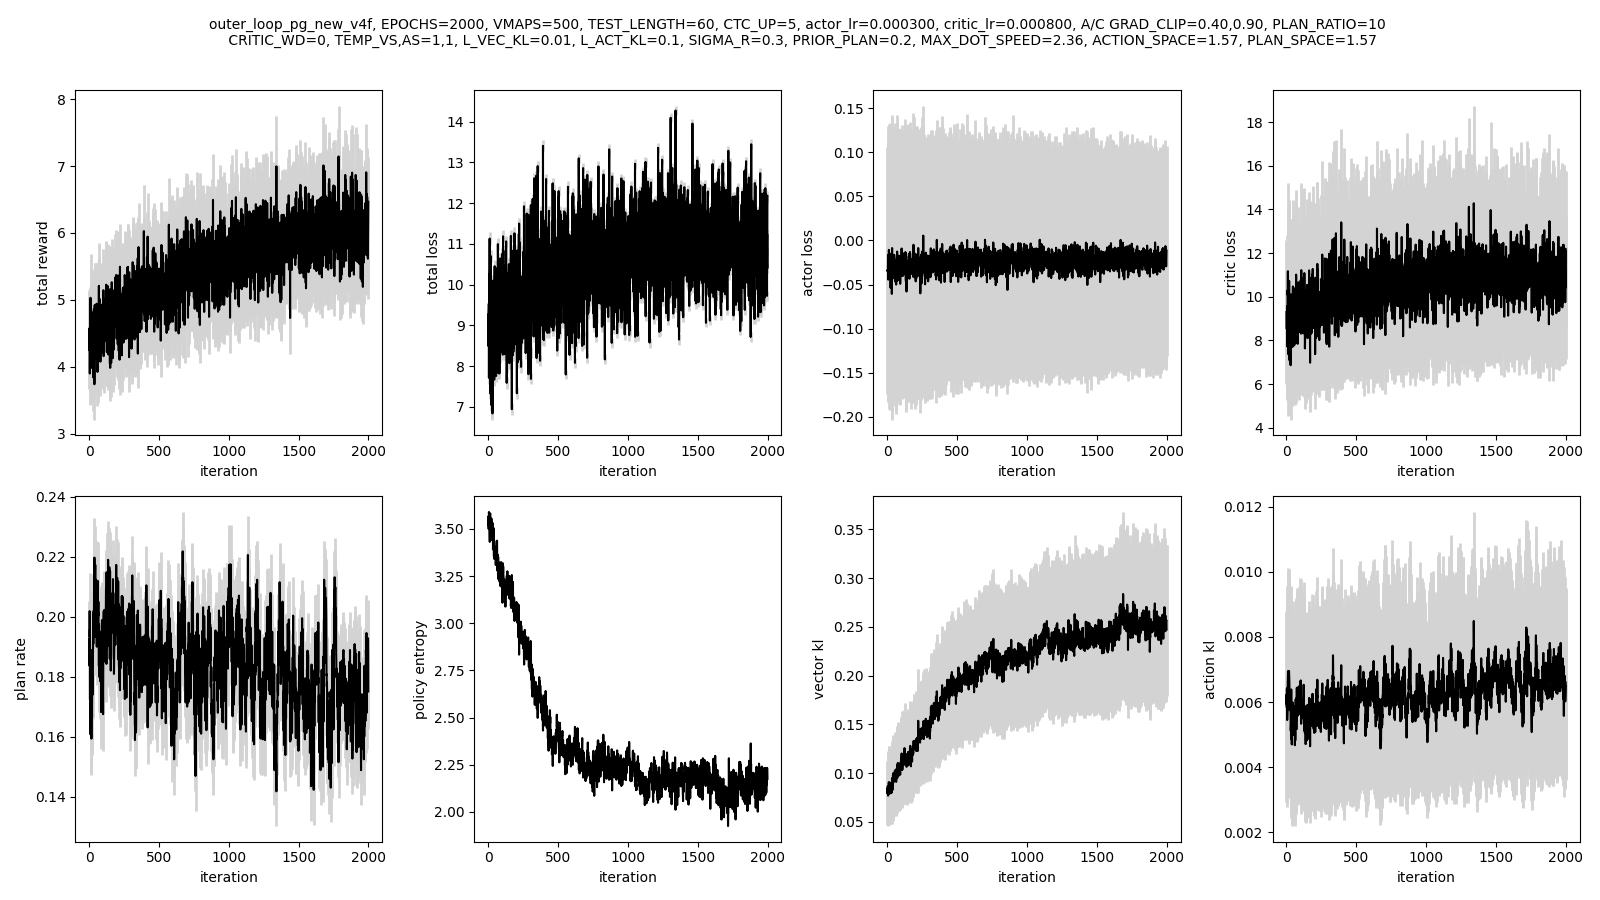 outer_loop_pg_new_v4f, EPOCHS=2000, VMAPS=500, TEST_LENGTH=60, CTC_UP=5, actor_lr=0.000300, critic_lr=0.000800, A/C GRAD_CLIP=0.40,0.90, PLAN_RATIO=10
CRITIC_WD=0, TEMP_VS,AS=1,1, L_VEC_KL=0.01, L_ACT_KL=0.1, SIGMA_R=0.3, PRIOR_PLAN=0.2, MAX_DOT_SPEED=2.36, ACTION_SPACE=1.57, PLAN_SPACE=1.57
total reward
8
7
6
5
4
3
0 500 1000 1500 2000
iteration
total loss
14
13
12
11
10
9
8
7
0 500 1000 1500 2000
iteration
actor loss
0.15
0.10
0.05
0.00
−0.05
−0.10
−0.15
−0.20
0 500 1000 1500 2000
iteration
critic loss
18
16
14
12
10
8
6
4
0 500 1000 1500 2000
iteration
plan rate
0.24
0.22
0.20
0.18
0.16
0.14
0 500 1000 1500 2000
iteration
policy entropy
3.50
3.25
3.00
2.75
2.50
2.25
2.00
0 500 1000 1500 2000
iteration
vector kl
0.35
0.30
0.25
0.20
0.15
0.10
0.05
0 500 1000 1500 2000
iteration
action kl
0.012
0.010
0.008
0.006
0.004
0.002
0 500 1000 1500 2000
iteration